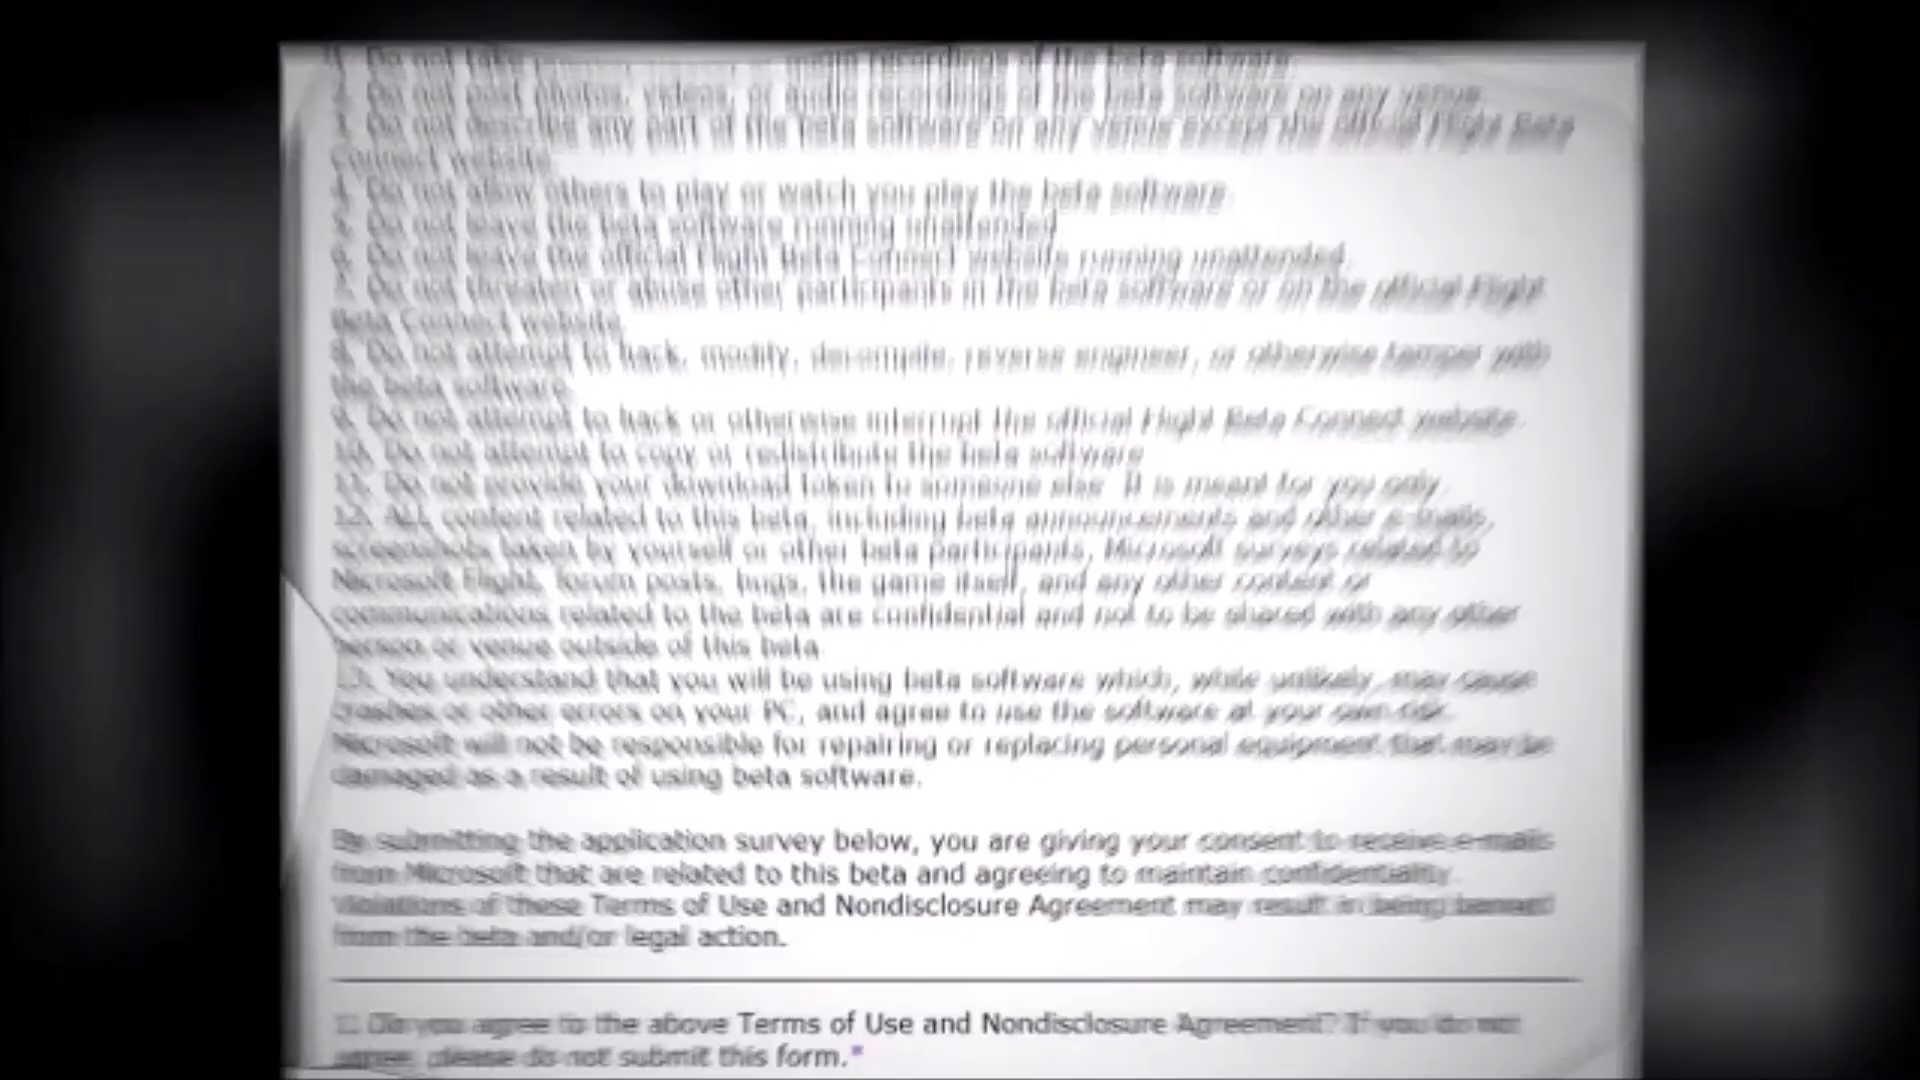 1. Do not take recordings of the beta software.
2. Do not post photos, videos, or audio recordings of the beta software on any venue.
3. Do not describe any part of the beta software on any venue except the official Flight Beta
Connect website.
4. Do not allow others to play or watch you play the beta software.
5. Do not leave the beta software running unattended.
6. Do not leave the official Flight Beta Connect website running unattended.
7. Do not threaten or abuse other participants in the beta software or on the official Flight
Beta Connect website.
8. Do not attempt to hack, modify, decompile, reverse engineer, or otherwise tamper with
the beta software.
9. Do not attempt to hack or otherwise interrupt the official Flight Beta Connect website.
10. Do not attempt to copy or redistribute the beta software.
11. Do not provide your download token to someone else. It is meant for you only.
12. ALL content related to this beta, including beta announcements and other e-mails,
screenshots taken by yourself or other beta participants, Microsoft surveys related to
Microsoft Flight, forum posts, bugs, the game itself, and any other content or
communications related to the beta are confidential and not to be shared with any other
person or venue outside of this beta.
13. You understand that you will be using beta software which, while unlikely, may cause
crashes or other errors on your PC, and agree to use the software at your own risk.
Microsoft will not be responsible for repairing or replacing personal equipment that may be
damaged as a result of using beta software.
By submitting the application survey below, you are giving your consent to receive e-mails
from Microsoft that are related to this beta and agreeing to maintain confidentiality.
Violations of these Terms of Use and Nondisclosure Agreement may result in being banned
from the beta and/or legal action.
1. Do you agree to the above Terms of Use and Nondisclosure Agreement? If you do not
agree, please do not submit this form.*